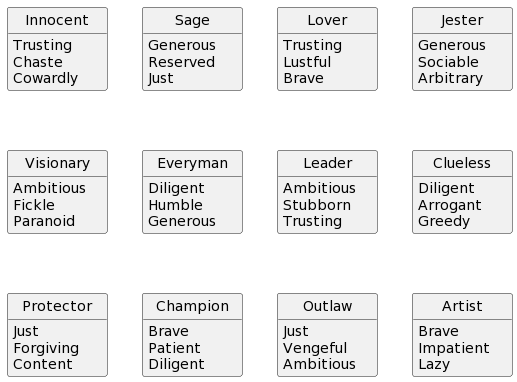 Innocent
Trusting
Chaste
Cowardly
Sage
Generous
Reserved
Just
Lover
Trusting
Lustful
Brave
Jester
Generous
Sociable
Arbitrary
Visionary
Ambitious
Fickle
Paranoid
Everyman
Diligent
Humble
Generous
Leader
Ambitious
Stubborn
Trusting
Clueless
Diligent
Arrogant
Greedy
Protector
Just
Forgiving
Content
Champion
Brave
Patient
Diligent
Outlaw
Just
Vengeful
Ambitious
Artist
Brave
Impatient
Lazy